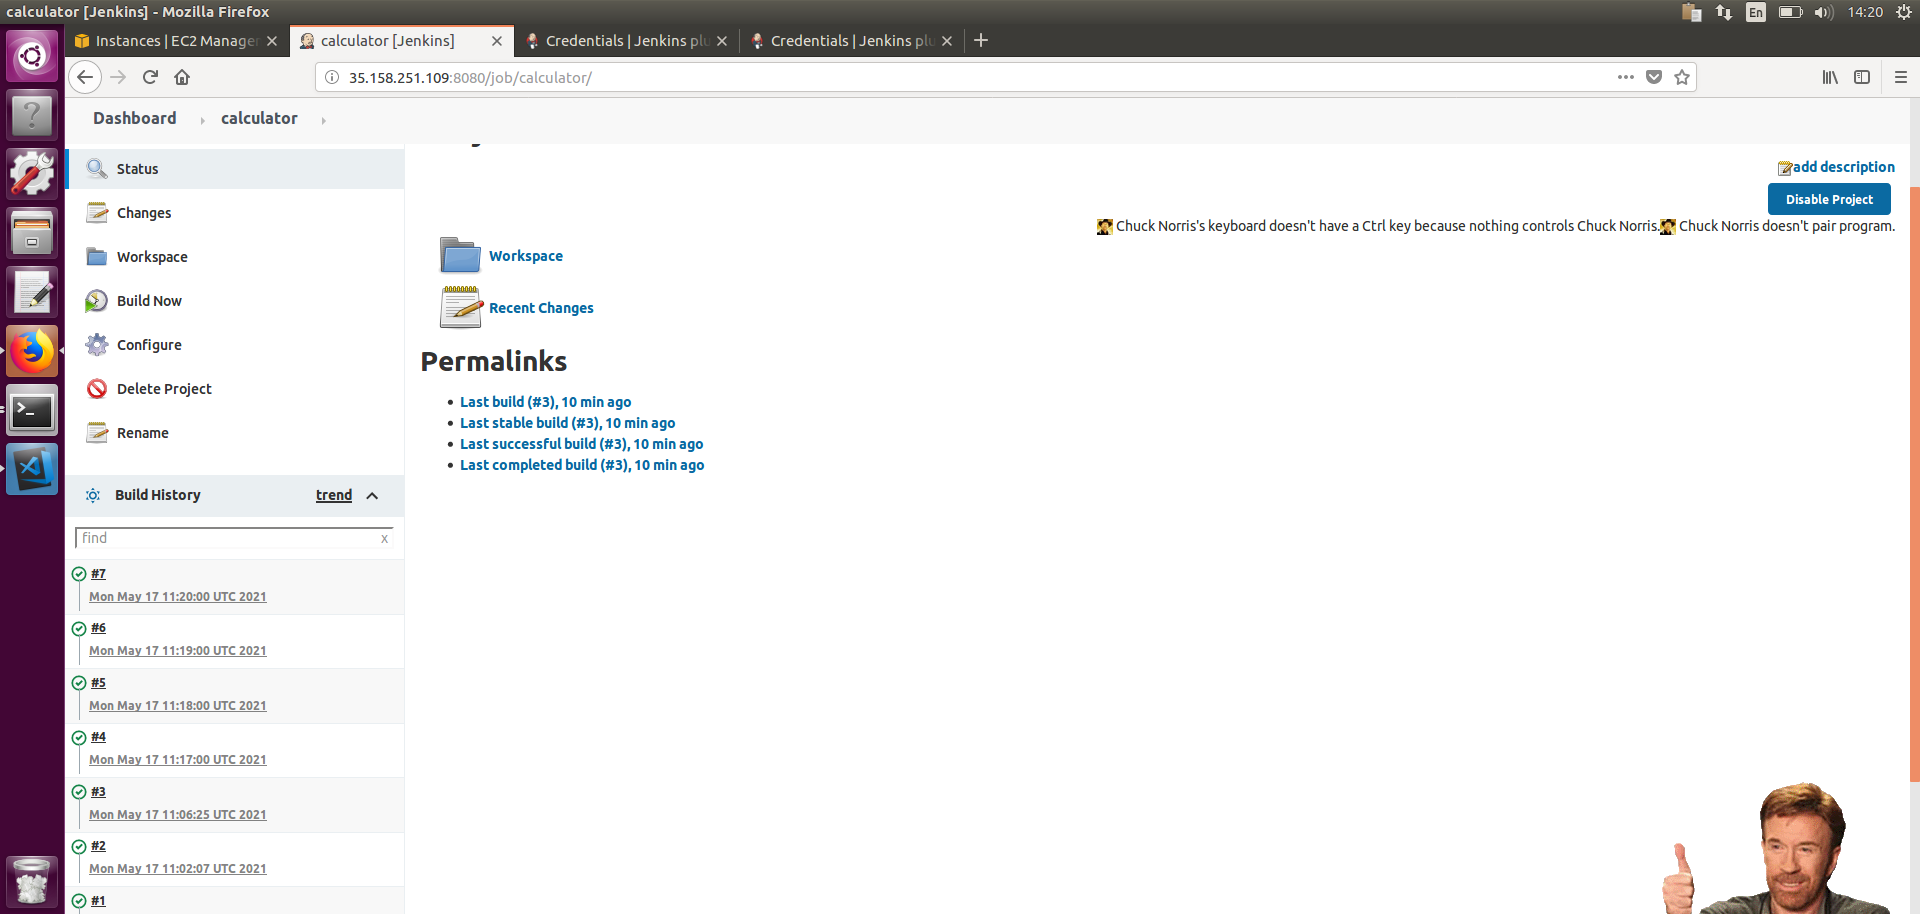 calculator [Jenkins] - Mozilla Firefox
En
14:20
Instances | EC2 Manager
calculator [Jenkins]
Credentials | Jenkins plu
Credentials | Jenkins plu
35.158.251.109:8080/job/calculator/
Dashboard
calculator
Status
Changes
Workspace
Build Now
Configure
Delete Project
Rename
add description
Disable Project
Chuck Norris's keyboard doesn't have a Ctrl key because nothing controls Chuck Norris. Chuck Norris doesn't pair program.
Workspace
Recent Changes
Permalinks
Last build (#3), 10 min ago
Last stable build (#3), 10 min ago
Last successful build (#3), 10 min ago
Last completed build (#3), 10 min ago
Build History
trend
find
x
#7
Mon May 17 11:20:00 UTC 2021
#6
Mon May 17 11:19:00 UTC 2021
#5
Mon May 17 11:18:00 UTC 2021
#4
Mon May 17 11:17:00 UTC 2021
#3
Mon May 17 11:06:25 UTC 2021
#2
Mon May 17 11:02:07 UTC 2021
#1